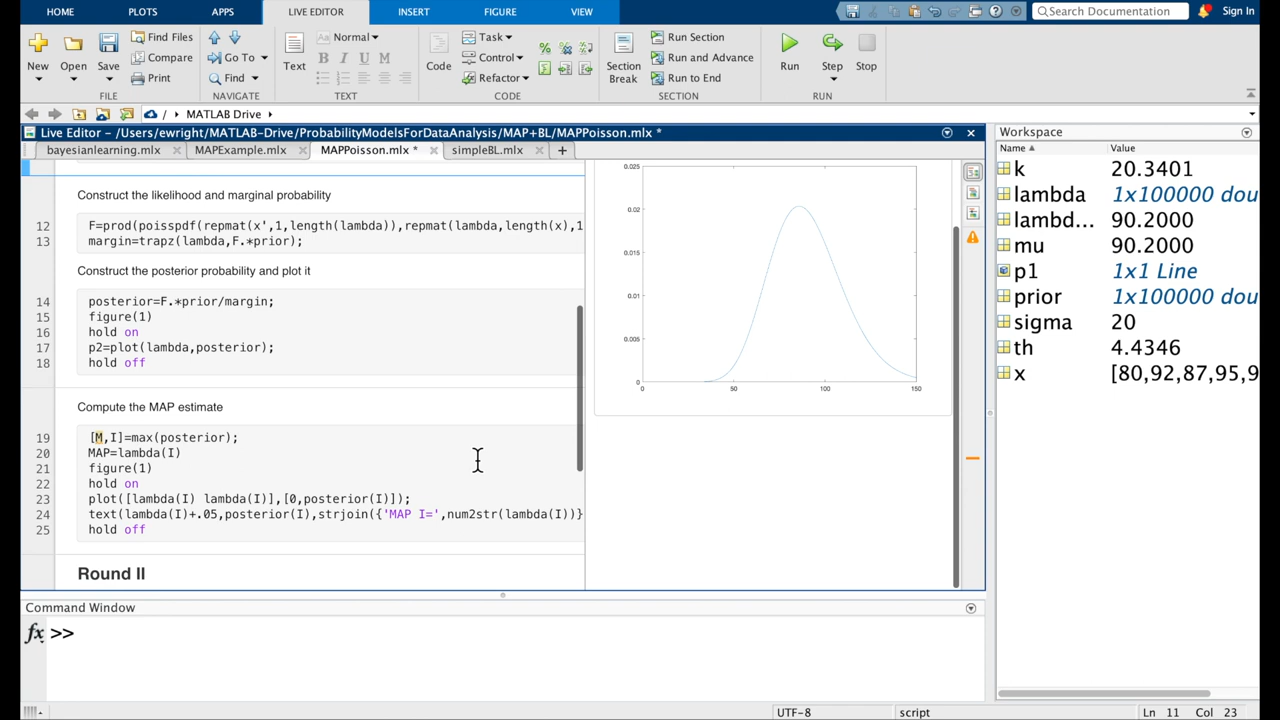 HOME PLOTS APPS LIVE EDITOR INSERT FIGURE VIEW Search Documentation Sign In
New Open Save Find Files Compare Print
Go To Find
Text Aa Normal B I U M
Code Task Control Refactor
Section Break Run Section Run and Advance Run to End
Run Step Stop
FILE NAVIGATE TEXT CODE SECTION RUN
/ MATLAB Drive
Live Editor - /Users/ewright/MATLAB-Drive/ProbabilityModelsForDataAnalysis/MAP+BL/MAPPoisson.mlx *
bayesianlearning.mlx MAPExample.mlx MAPPoisson.mlx * simpleBL.mlx +
Construct the likelihood and marginal probability
12 F=prod(poisspdf(repmat(x',1,length(lambda)),repmat(lambda,length(x),1
13 margin=trapz(lambda,F.*prior);
Construct the posterior probability and plot it
14 posterior=F.*prior/margin;
15 figure(1)
16 hold on
17 p2=plot(lambda,posterior);
18 hold off
Compute the MAP estimate
19 [M,I]=max(posterior);
20 MAP=lambda(I)
21 figure(1)
22 hold on
23 plot([lambda(I) lambda(I)],[0,posterior(I)]);
24 text(lambda(I)+.05,posterior(I),strjoin({'MAP I=',num2str(lambda(I))}
25 hold off
Round II
0.025
0.02
0.015
0.01
0.005
0
0 50 100 150
Workspace
Name Value
k 20.3401
lambda 1x100000 dou
lambd... 90.2000
mu 90.2000
p1 1x1 Line
prior 1x100000 dou
sigma 20
th 4.4346
x [80,92,87,95,9
Command Window
fx >>
UTF-8 script Ln 11 Col 23